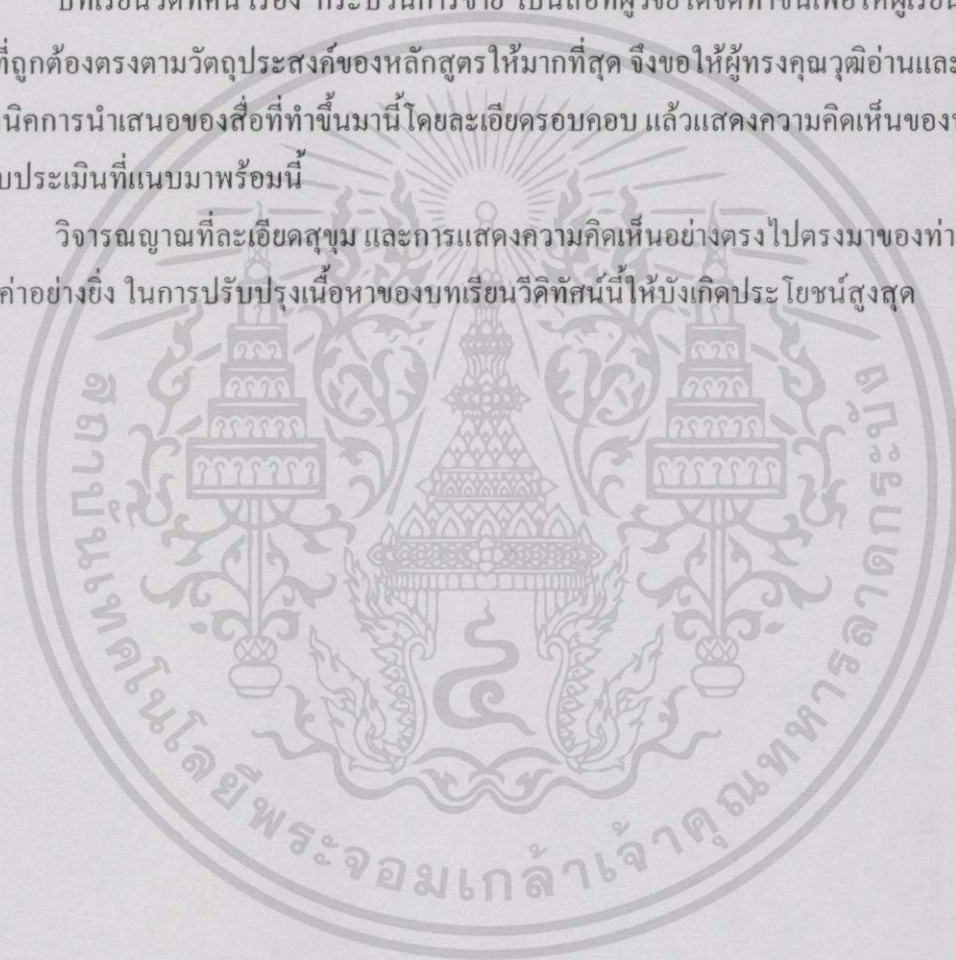 บทเรียนวีดิทัศน์ เรื่อง กระบวนการขาย เป็นสื่อที่ผู้วิจัยได้จัดทำขึ้นเพื่อให้ผู้เรียน
ที่ถูกต้องตรงตามวัตถุประสงค์ของหลักสูตรให้มากที่สุด จึงขอให้ผู้ทรงคุณวุฒิอ่านและ
นิคการนำเสนอของสื่อที่ทำขึ้นมานี้โดยละเอียดรอบคอบ แล้วแสดงความคิดเห็นของ
บประเมินที่แนบมาพร้อมนี้
วิจารณญาณที่ละเอียดสุขุม และการแสดงความคิดเห็นอย่างตรงไปตรงมาของท่า
ค่าอย่างยิ่ง ในการปรับปรุงเนื้อหาของบทเรียนวีดิทัศน์นี้ให้บังเกิดประโยชน์สูงสุด
สถาบันเทคโนโลยีพระจอมเกล้าเจ้าคุณทหารลาดกระบัง